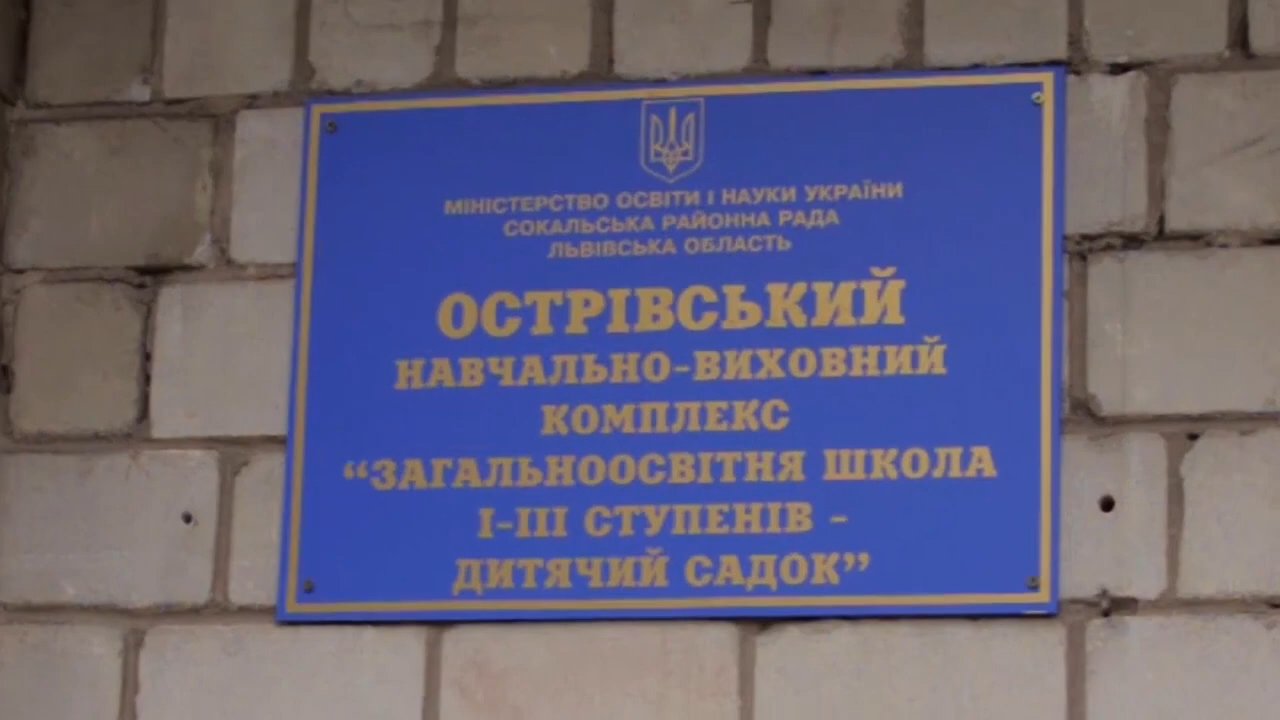 МІНІСТЕРСТВО ОСВІТИ І НАУКИ УКРАЇНИ
СОКАЛЬСЬКА РАЙОННА РАДА
ЛЬВІВСЬКА ОБЛАСТЬ
ОСТРІВСЬКИЙ
НАВЧАЛЬНО-ВИХОВНИЙ
КОМПЛЕКС
“ЗАГАЛЬНООСВІТНЯ ШКОЛА
І-ІІІ СТУПЕНІВ -
ДИТЯЧИЙ САДОК”